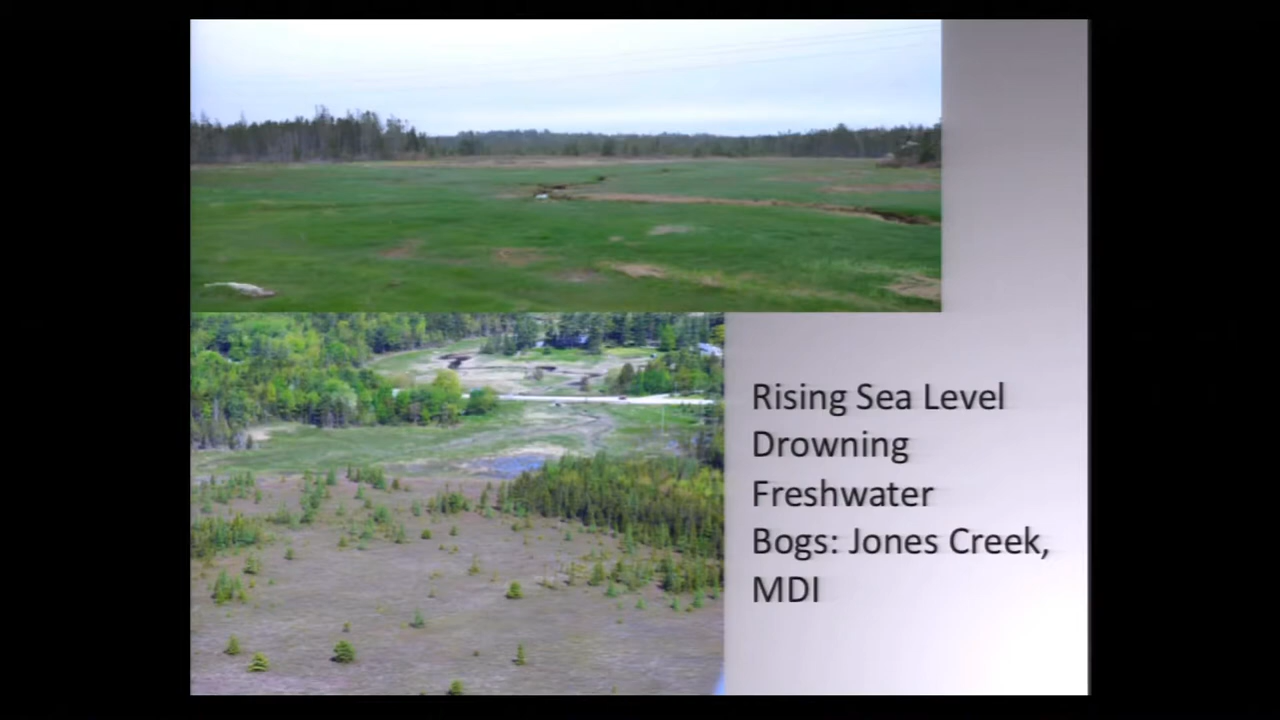 Rising Sea Level
Drowning
Freshwater
Bogs: Jones Creek,
MDI